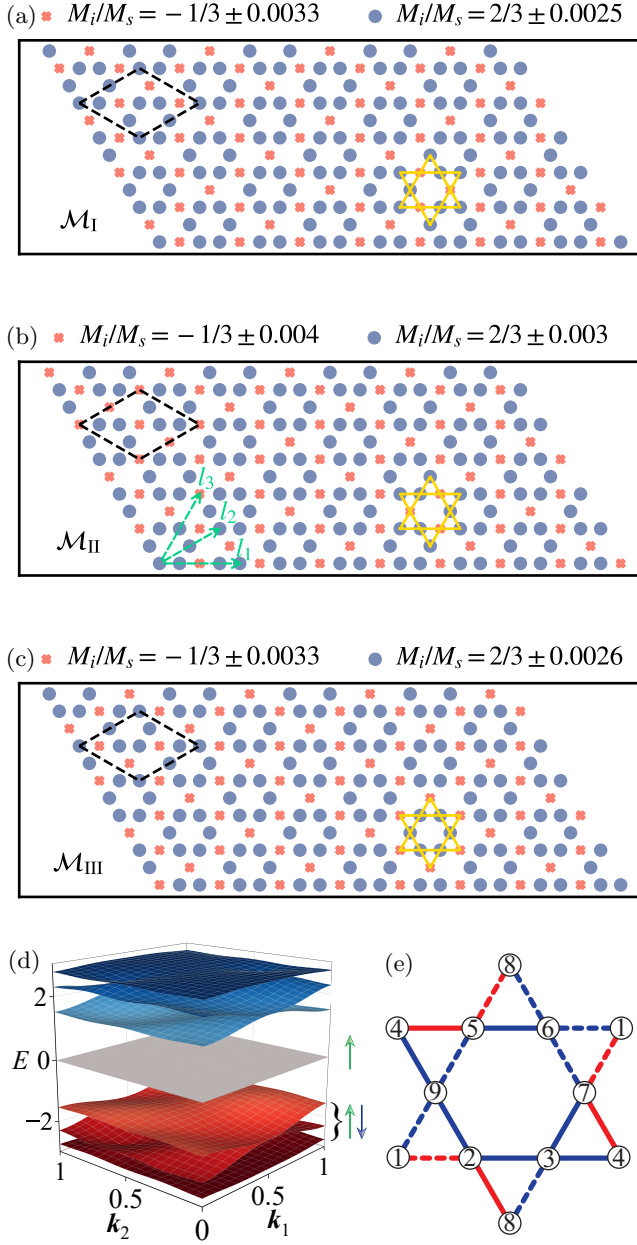 (a) M_i/M_s = − 1/3 ± 0.0033 M_i/M_s = 2/3 ± 0.0025
ℳ_I
(b) M_i/M_s = − 1/3 ± 0.004 M_i/M_s = 2/3 ± 0.003
l_3
l_2
l_1
ℳ_II
(c) M_i/M_s = − 1/3 ± 0.0033 M_i/M_s = 2/3 ± 0.0026
ℳ_III
(d)
2
E 0
−2
}
1
0.5
k_2
0
0.5
k_1
1
(e)
8
4 5 6 1
9 7
1 2 3 4
8